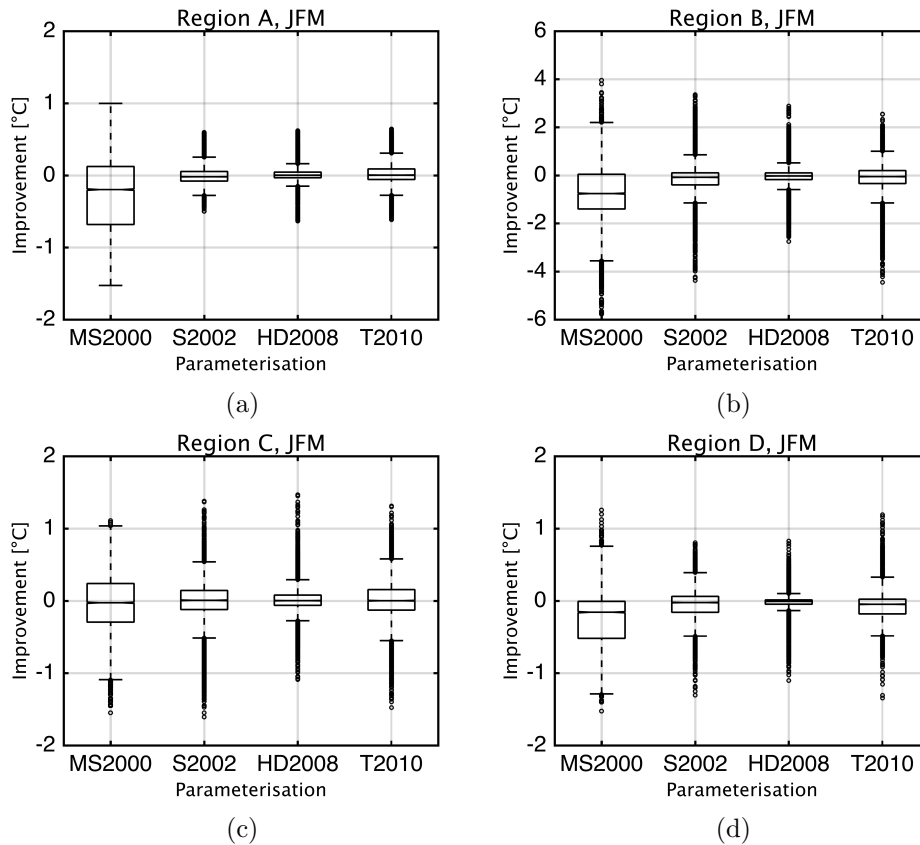 Region A, JFM
Improvement [°C]
2
1
0
-1
-2
MS2000 S2002 HD2008 T2010
Parameterisation
(a)
Region B, JFM
Improvement [°C]
6
4
2
0
-2
-4
-6
MS2000 S2002 HD2008 T2010
Parameterisation
(b)
Region C, JFM
Improvement [°C]
2
1
0
-1
-2
MS2000 S2002 HD2008 T2010
Parameterisation
(c)
Region D, JFM
Improvement [°C]
2
1
0
-1
-2
MS2000 S2002 HD2008 T2010
Parameterisation
(d)